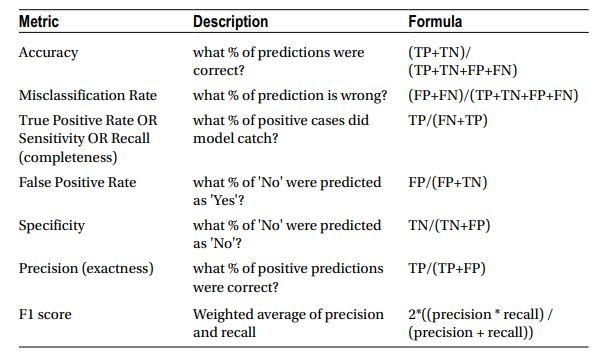 Metric Description Formula
Accuracy what % of predictions were (TP+TN)/
correct? (TP+TN+FP+FN)
Misclassification Rate what % of prediction is wrong? (FP+FN)/(TP+TN+FP+FN)
True Positive Rate OR what % of positive cases did TP/(FN+TP)
Sensitivity OR Recall model catch?
(completeness)
False Positive Rate what % of 'No' were predicted FP/(FP+TN)
as 'Yes'?
Specificity what % of 'No' were predicted TN/(TN+FP)
as 'No'?
Precision (exactness) what % of positive predictions TP/(TP+FP)
were correct?
F1 score Weighted average of precision 2*((precision * recall) /
and recall (precision + recall))